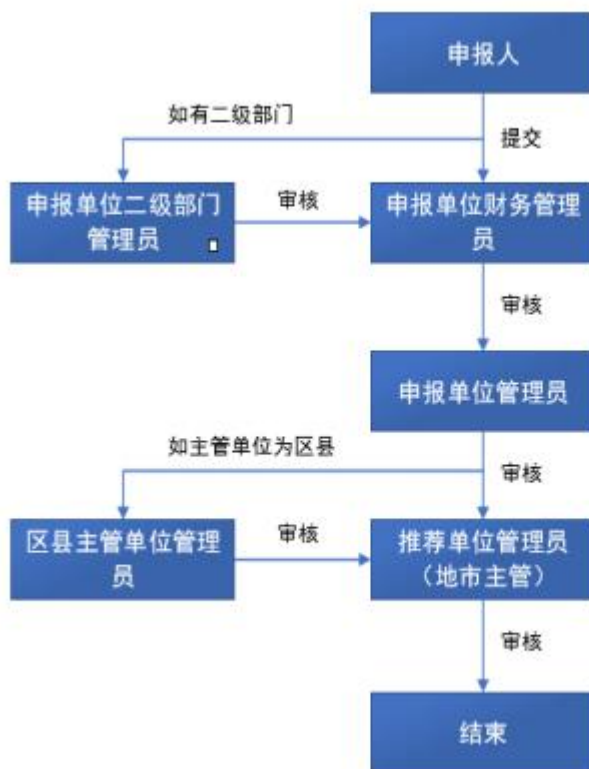 申报人
如有二级部门
提交
申报单位二级部门
管理员
审核
申报单位财务管理
员
审核
申报单位管理员
如主管单位为区县
审核
区县主管单位管理
员
审核
推荐单位管理员
（地市主管）
审核
结束